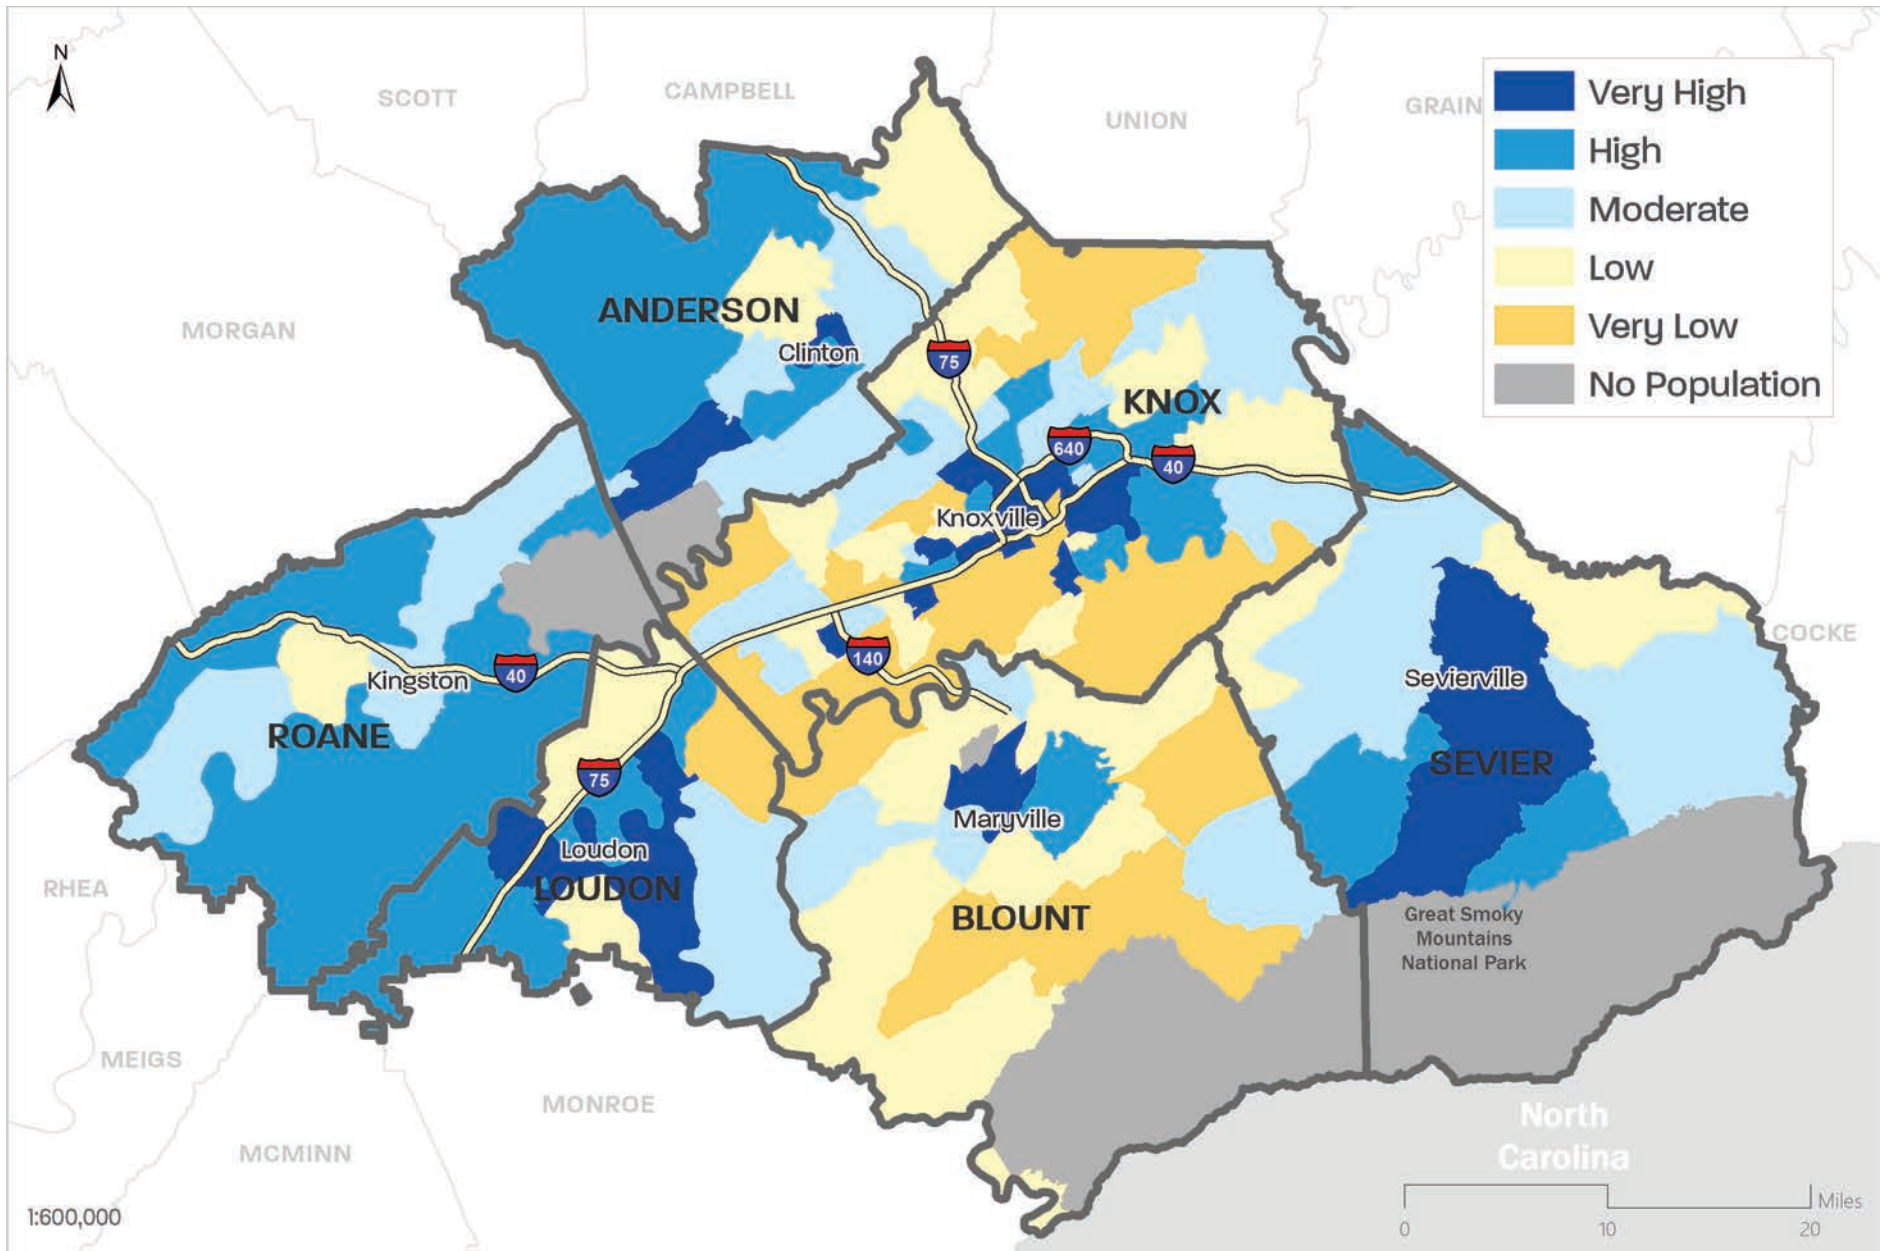 N
SCOTT
CAMPBELL
UNION
GRAIN
Very High
High
Moderate
Low
Very Low
No Population
MORGAN
ANDERSON
Clinton
75
KNOX
640
40
Knoxville
COCKE
140
40
Kingston
Sevierville
ROANE
SEVIER
75
Maryville
Loudon
LOUDON
RHEA
BLOUNT
Great Smoky
Mountains
National Park
MEIGS
MONROE
North
Carolina
MCMINN
Miles
1:600,000
0 10 20